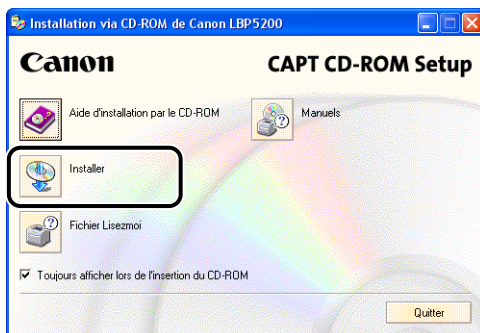 Installation via CD-ROM de Canon LBP5200
Canon
CAPT CD-ROM Setup
Aide d'installation par le CD-ROM
Manuels
Installer
Fichier Lisezmoi
Toujours afficher lors de l'insertion du CD-ROM
Quitter